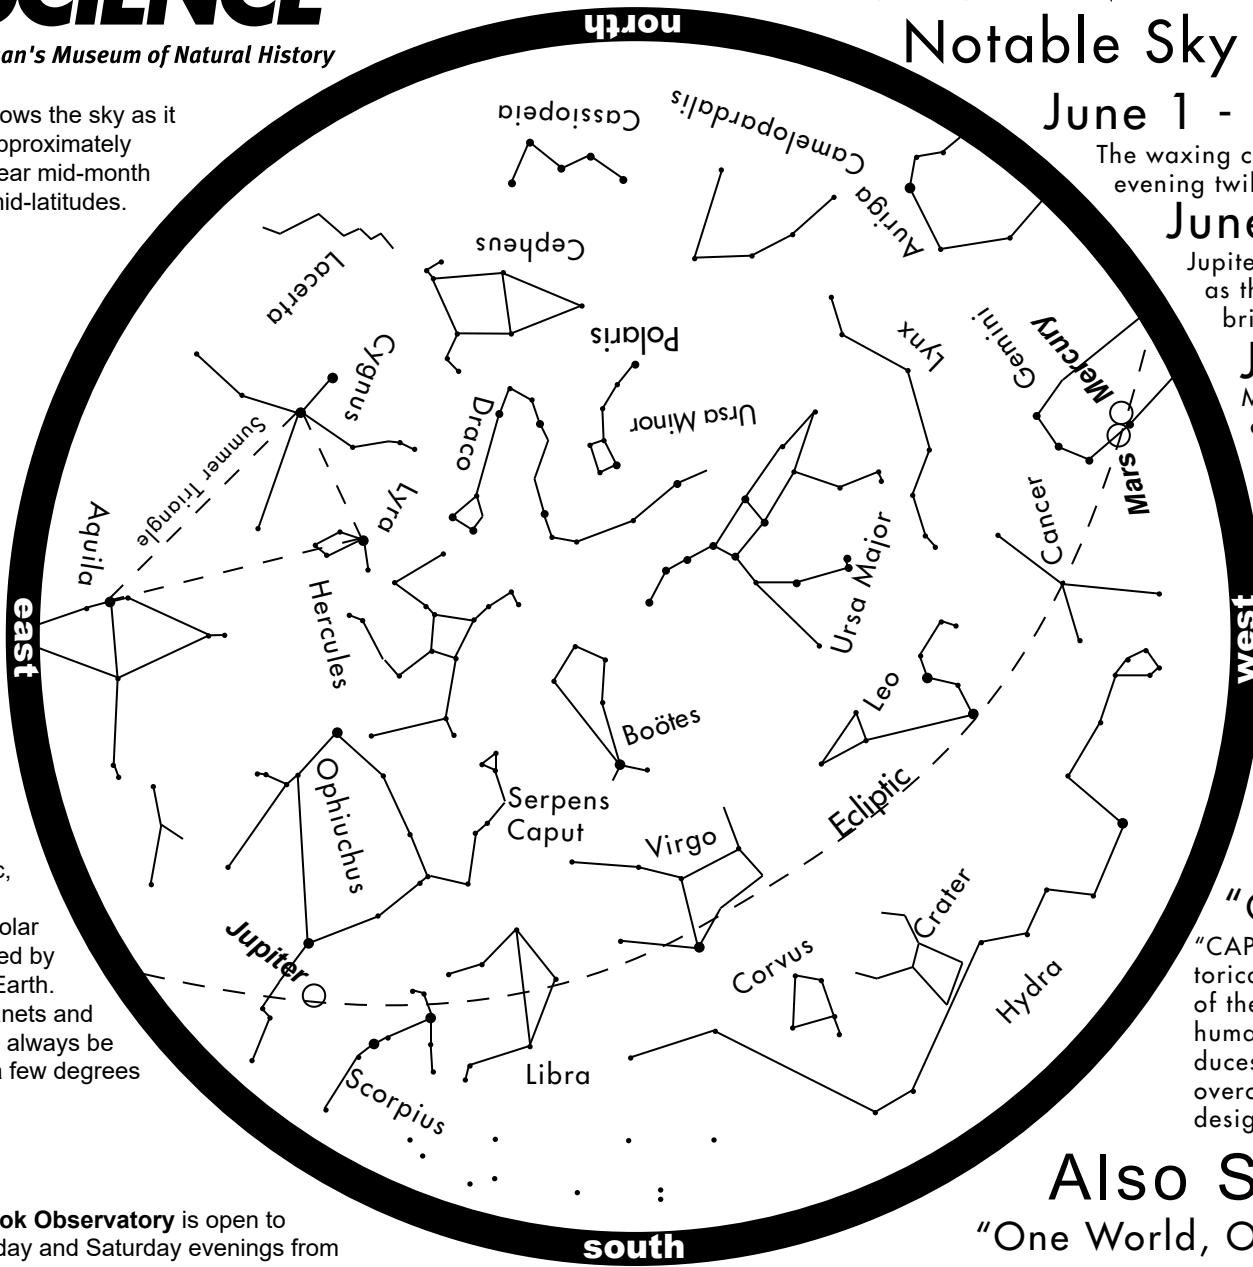 SCIENCE
an's Museum of Natural History
ows the sky as it
pproximately
ear mid-month
nid-latitudes.
north
Notable Sky
June 1 -
The waxing c
evening twil
June
Jupite
as th
bri
J
M
Cassiopeia
Camelopardalis
Auriga
Cepheus
Lacerta
Polaris
Lynx
Gemini
Mercury
Cygnus
Draco
Ursa Minor
Summer Triangle
Mars
Cancer
Lyra
Aquila
Ursa Major
Hercules
east
west
Leo
Boötes
Ophiuchus
Serpens
Caput
Ecliptic
Virgo
Crater
Jupiter
Corvus
Hydra
Libra
Scorpius
c,
olar
ed by
Earth.
nets and
always be
a few degrees
"C
"CAP
torica
of the
huma
duces
overc
desig
Also S
"One World, O
ok Observatory is open to
day and Saturday evenings from
south